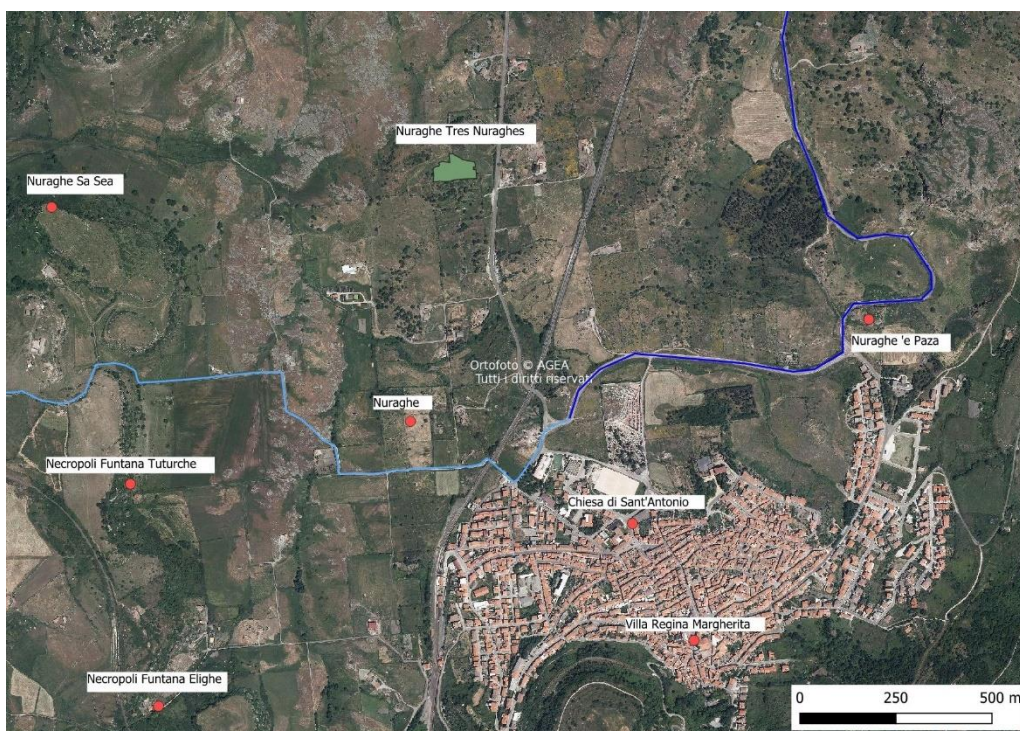 Nuraghe Tres Nuraghes
Nuraghe Sa Sea
Nuraghe 'e Paza
Ortofoto © AGEA
Tutti i diritti riservati
Nuraghe
Necropoli Funtana Tuturche
Chiesa di Sant'Antonio
Villa Regina Margherita
Necropoli Funtana Elighe
0 250 500 m